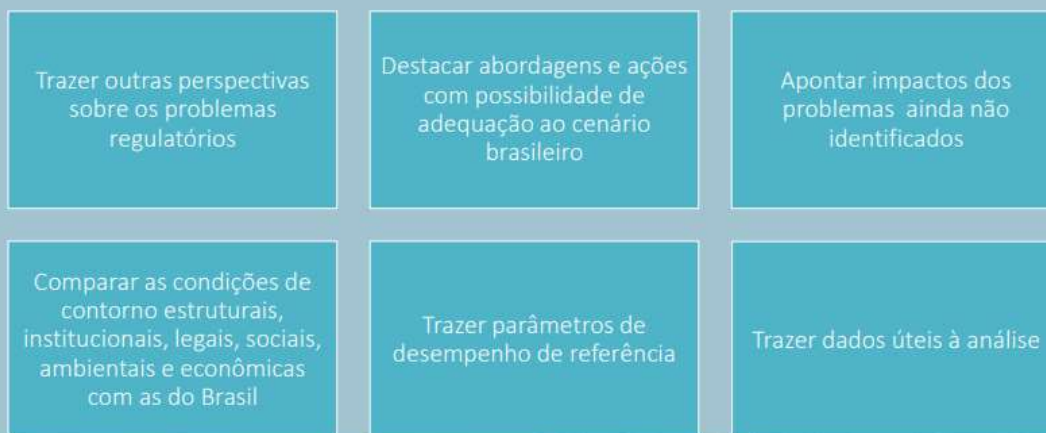 Trazer outras perspectivas
sobre os problemas
regulatórios
Destacar abordagens e ações
com possibilidade de
adequação ao cenário
brasileiro
Apontar impactos dos
problemas ainda não
identificados
Comparar as condições de
contorno estruturais,
institucionais, legais, sociais,
ambientais e econômicas
com as do Brasil
Trazer parâmetros de
desempenho de referência
Trazer dados úteis à análise